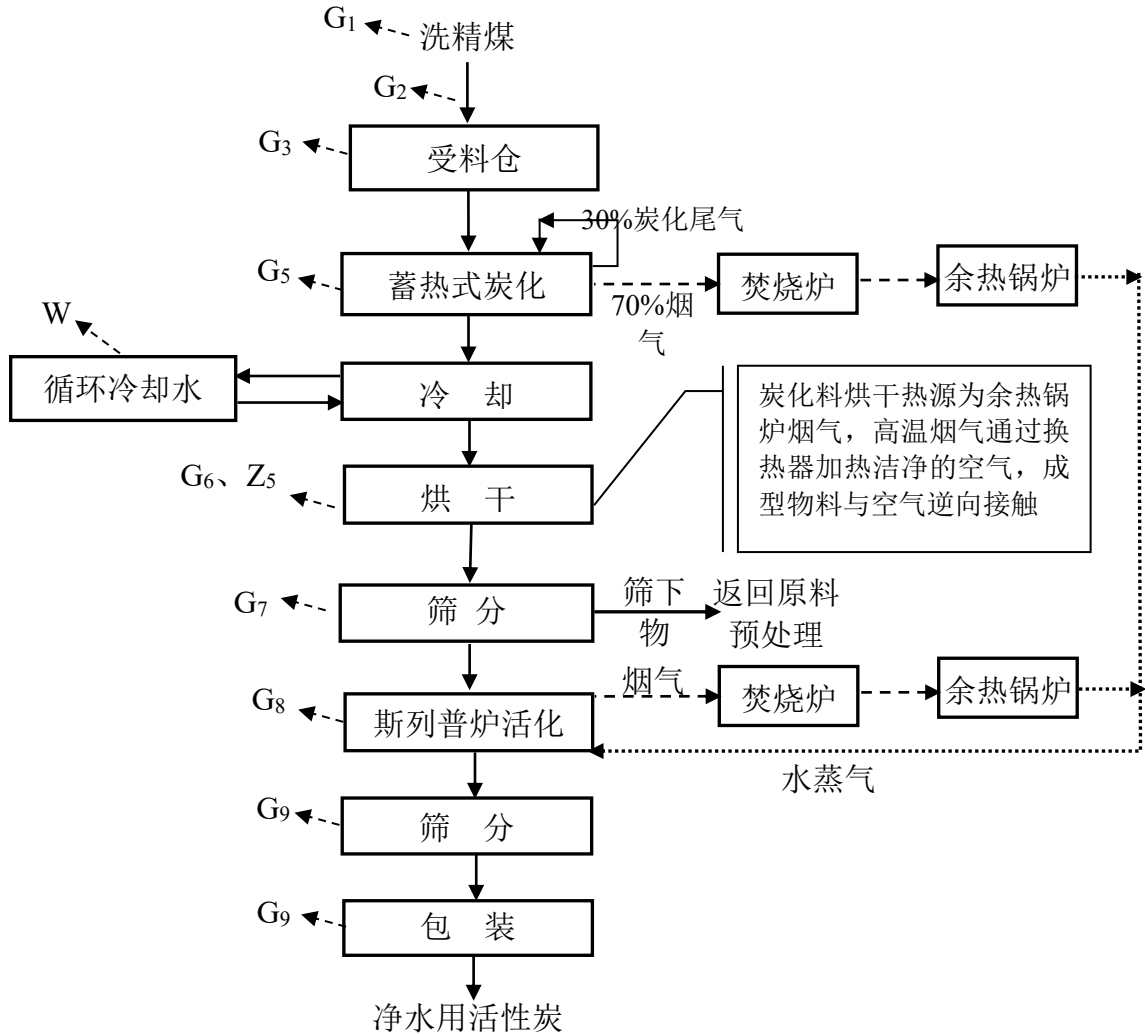 G₁
洗精煤
G₂
G₃
受料仓
30%炭化尾气
G₅
蓄热式炭化
70%烟
气
焚烧炉
余热锅炉
W
循环冷却水
冷 却
炭化料烘干热源为余热锅
炉烟气，高温烟气通过换
热器加热洁净的空气，成
型物料与空气逆向接触
G₆、Z₅
烘 干
G₇
筛 分
筛下
物
返回原料
预处理
G₈
斯列普炉活化
烟气
焚烧炉
余热锅炉
水蒸气
G₉
筛 分
G₉
包 装
净水用活性炭